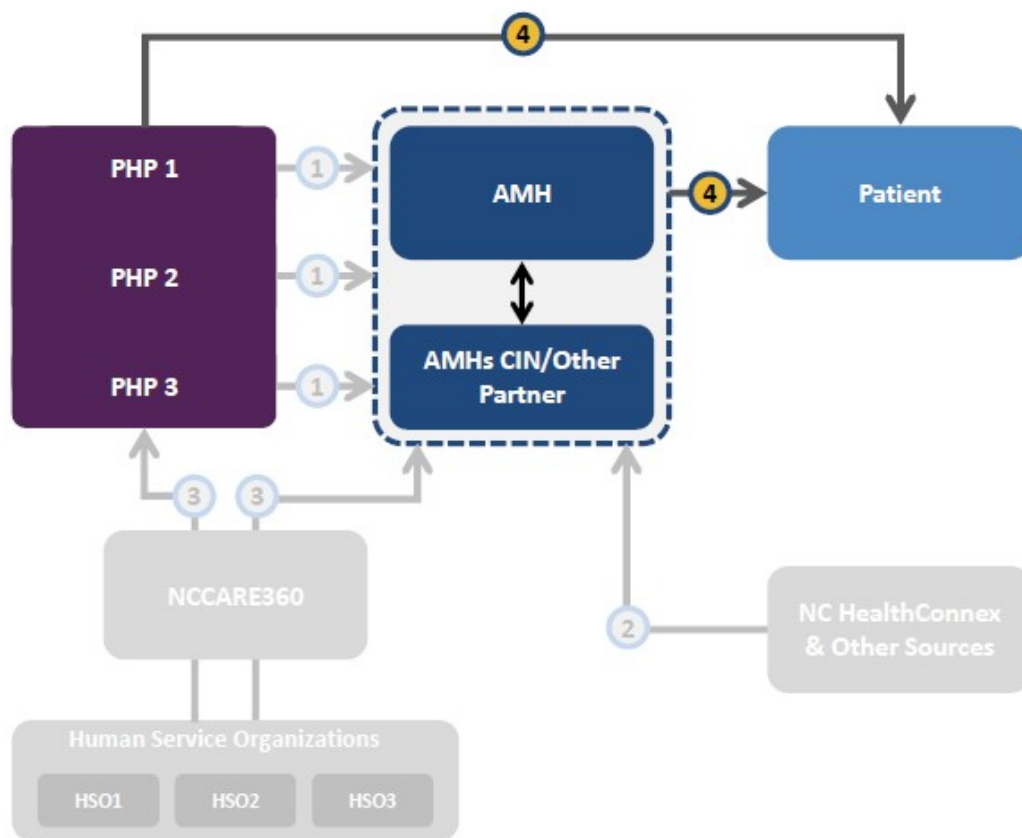 4
PHP 1
1
AMH
4
Patient
PHP 2
1
PHP 3
1
AMHs CIN/Other
Partner
3
3
NCCARE360
2
NC HealthConnex
& Other Sources
Human Service Organizations
HSO1
HSO2
HSO3